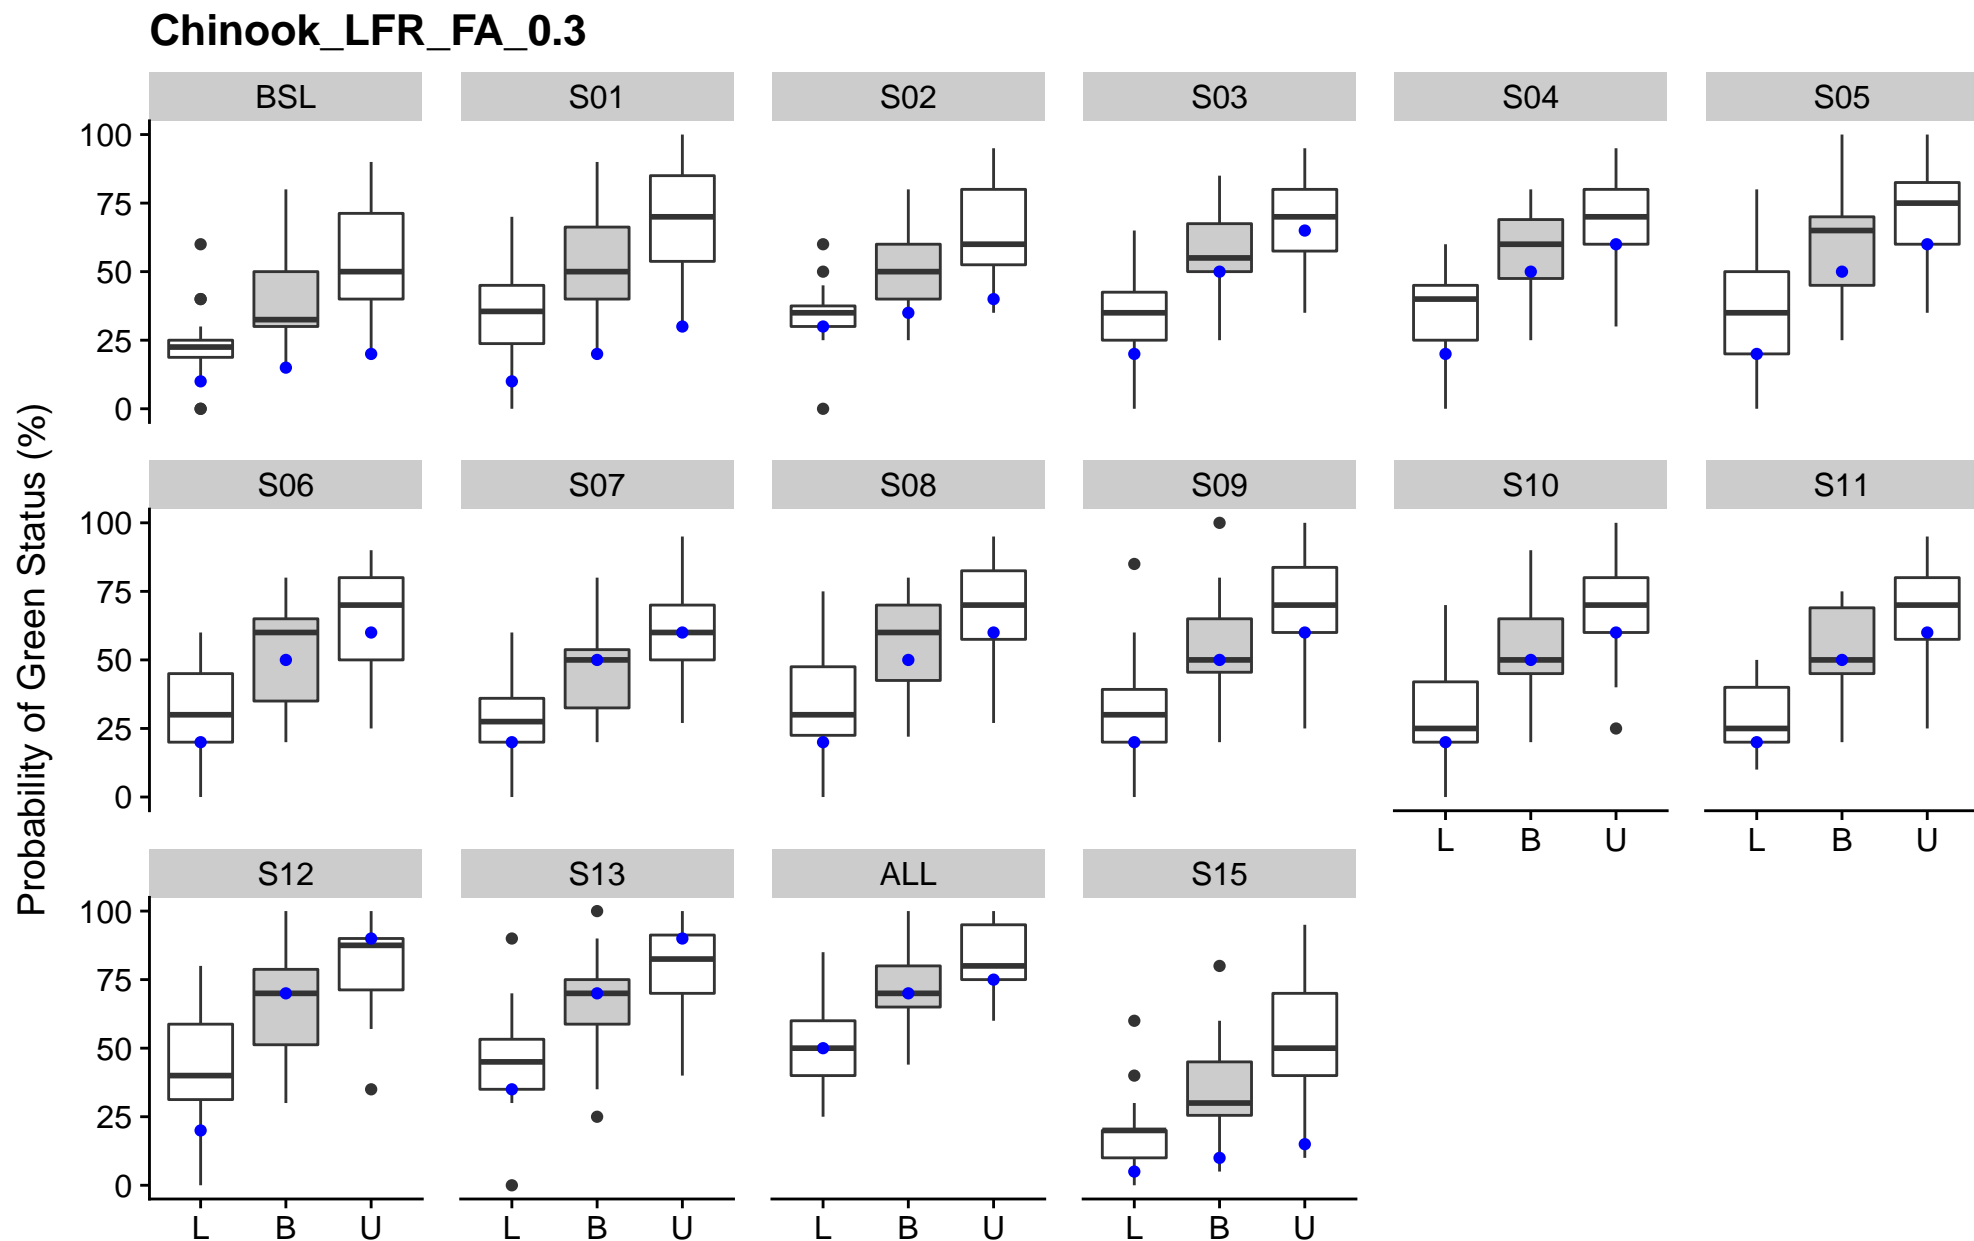 Chinook_LFR_FA_0.3
BSL S01 S02 S03 S04 S05
100
75
50
25
0
S06 S07 S08 S09 S10 S11
100
75
50
25
0
L B U L B U
S12 S13 ALL S15
100
75
50
25
0
L B U L B U L B U L B U
Probability of Green Status (%)